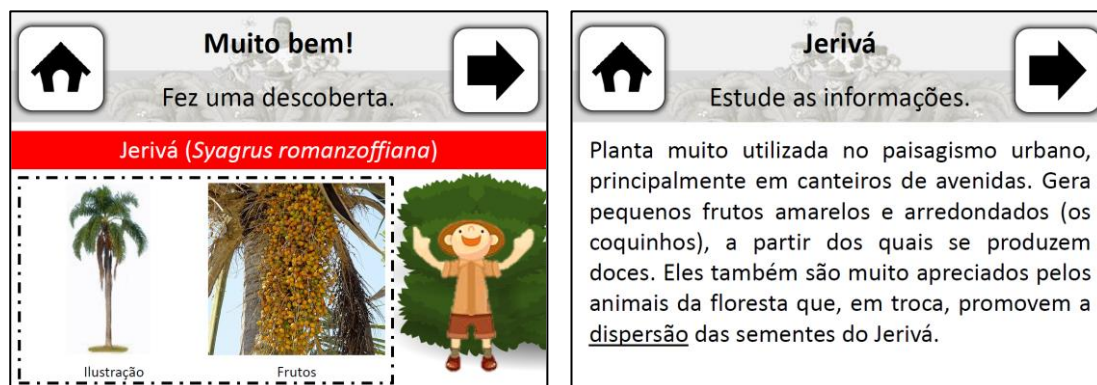 Muito bem!
Fez uma descoberta.
Jerivá (Syagrus romanzoffiana)
Ilustração
Frutos
Jerivá
Estude as informações.
Planta muito utilizada no paisagismo urbano,
principalmente em canteiros de avenidas. Gera
pequenos frutos amarelos e arredondados (os
coquinhos), a partir dos quais se produzem
doces. Eles também são muito apreciados pelos
animais da floresta que, em troca, promovem a
dispersão das sementes do Jerivá.